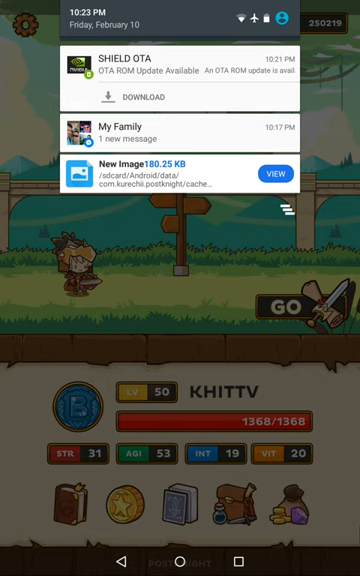 10:23 PM
Friday, February 10
250219
SHIELD OTA
10:21 PM
OTA ROM Update Available An OTA ROM update is avail
DOWNLOAD
My Family
10:17 PM
1 new message
New Image180.25 KB
/sdcard/Android/data/
com.kurechii.postknight/cache...
VIEW
GO
LV 50 KHITTV
1368/1368
STR 31 AGI 53 INT 19 VIT 20
B
POSTKNIGHT